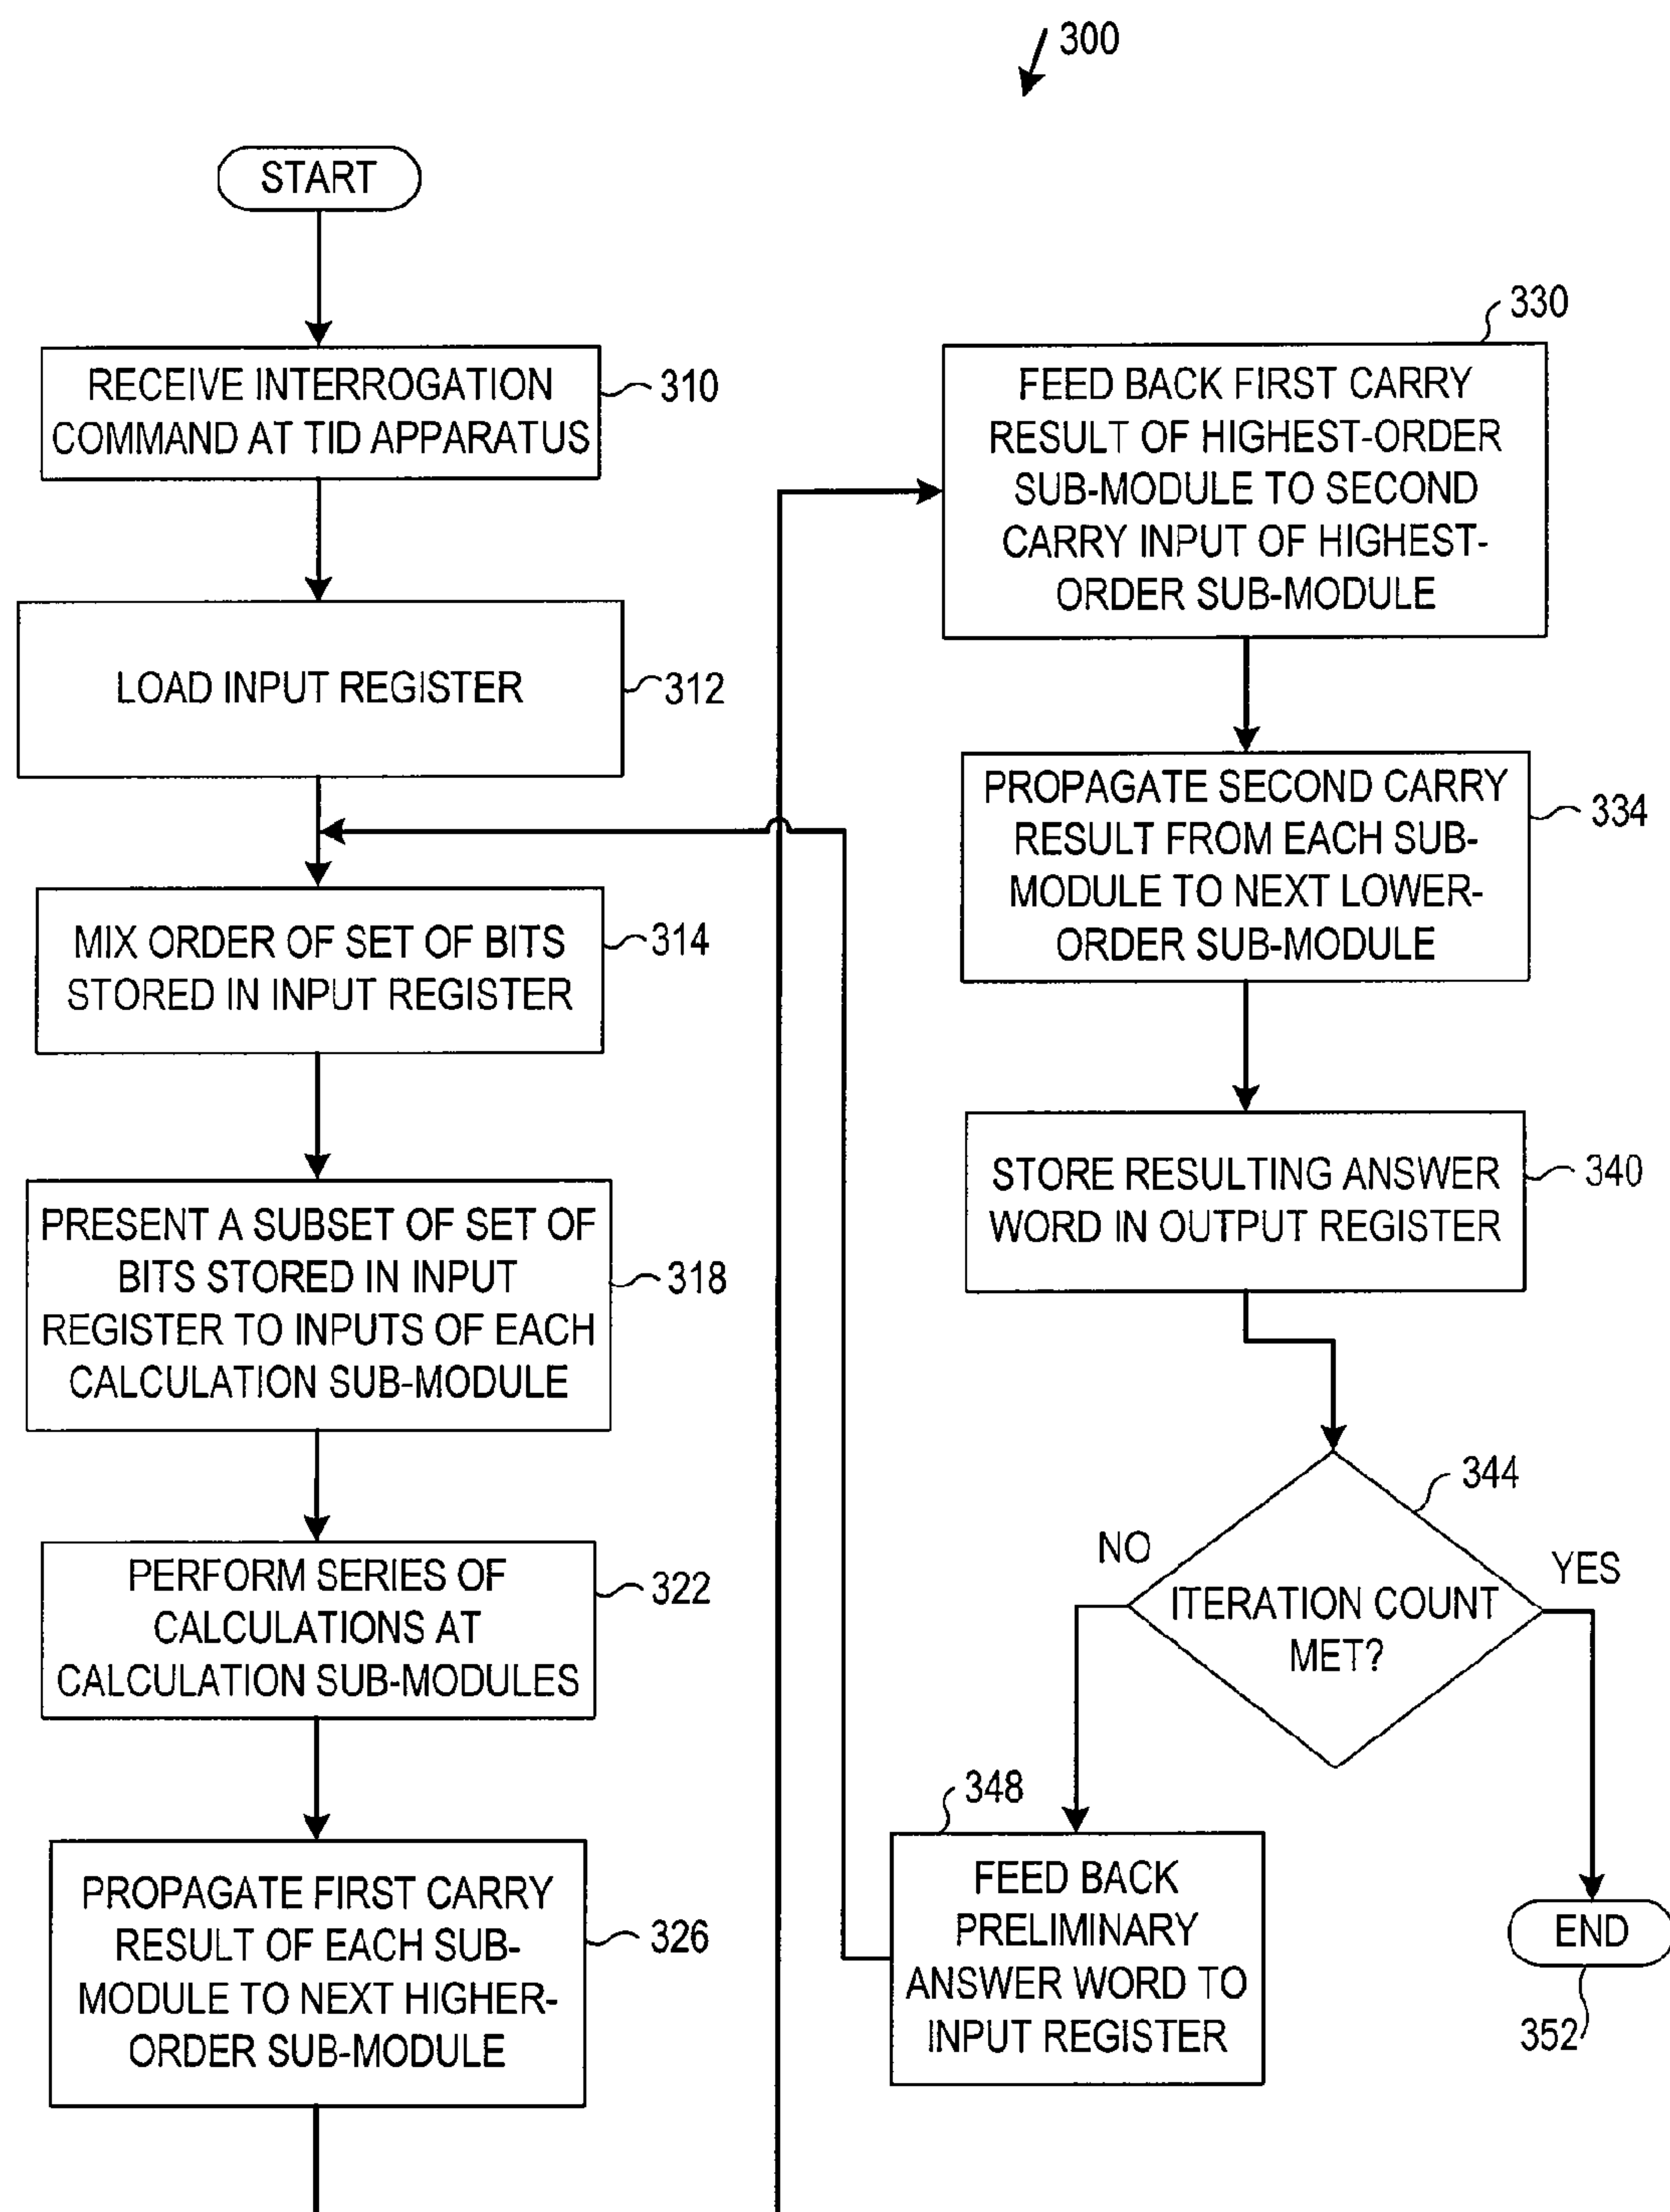 300
START
RECEIVE INTERROGATION
COMMAND AT TID APPARATUS
310
LOAD INPUT REGISTER
312
MIX ORDER OF SET OF BITS
STORED IN INPUT REGISTER
314
PRESENT A SUBSET OF SET OF
BITS STORED IN INPUT
REGISTER TO INPUTS OF EACH
CALCULATION SUB-MODULE
318
PERFORM SERIES OF
CALCULATIONS AT
CALCULATION SUB-MODULES
322
PROPAGATE FIRST CARRY
RESULT OF EACH SUB-
MODULE TO NEXT HIGHER-
ORDER SUB-MODULE
326
330
FEED BACK FIRST CARRY
RESULT OF HIGHEST-ORDER
SUB-MODULE TO SECOND
CARRY INPUT OF HIGHEST-
ORDER SUB-MODULE
PROPAGATE SECOND CARRY
RESULT FROM EACH SUB-
MODULE TO NEXT LOWER-
ORDER SUB-MODULE
334
STORE RESULTING ANSWER
WORD IN OUTPUT REGISTER
340
344
NO
YES
ITERATION COUNT
MET?
348
FEED BACK
PRELIMINARY
ANSWER WORD TO
INPUT REGISTER
END
352